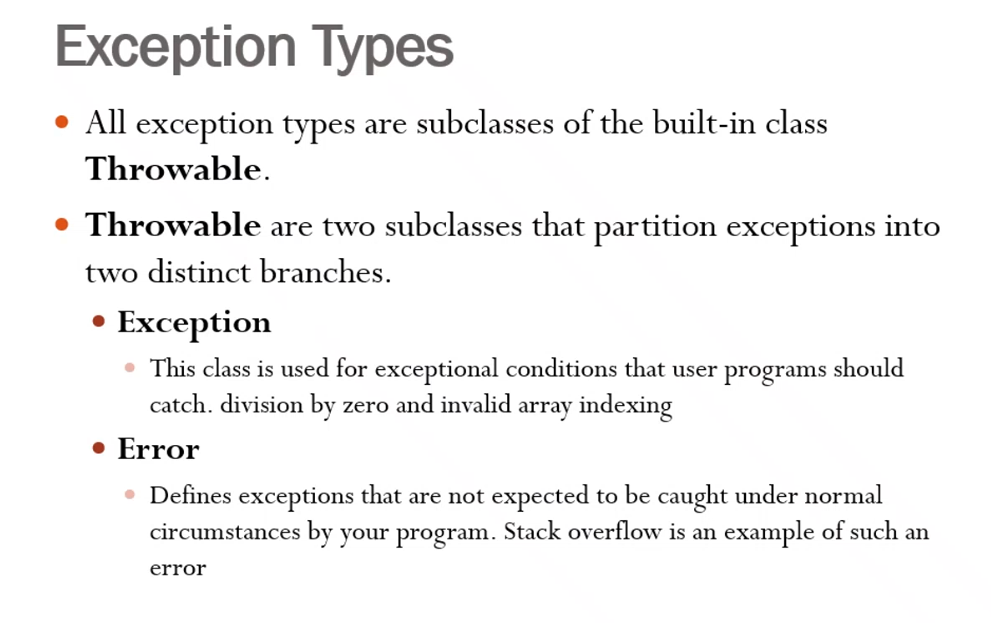 Exception Types
• All exception types are subclasses of the built-in class
Throwable.
• Throwable are two subclasses that partition exceptions into
two distinct branches.
• Exception
• This class is used for exceptional conditions that user programs should
catch. division by zero and invalid array indexing
• Error
• Defines exceptions that are not expected to be caught under normal
circumstances by your program. Stack overflow is an example of such an
error